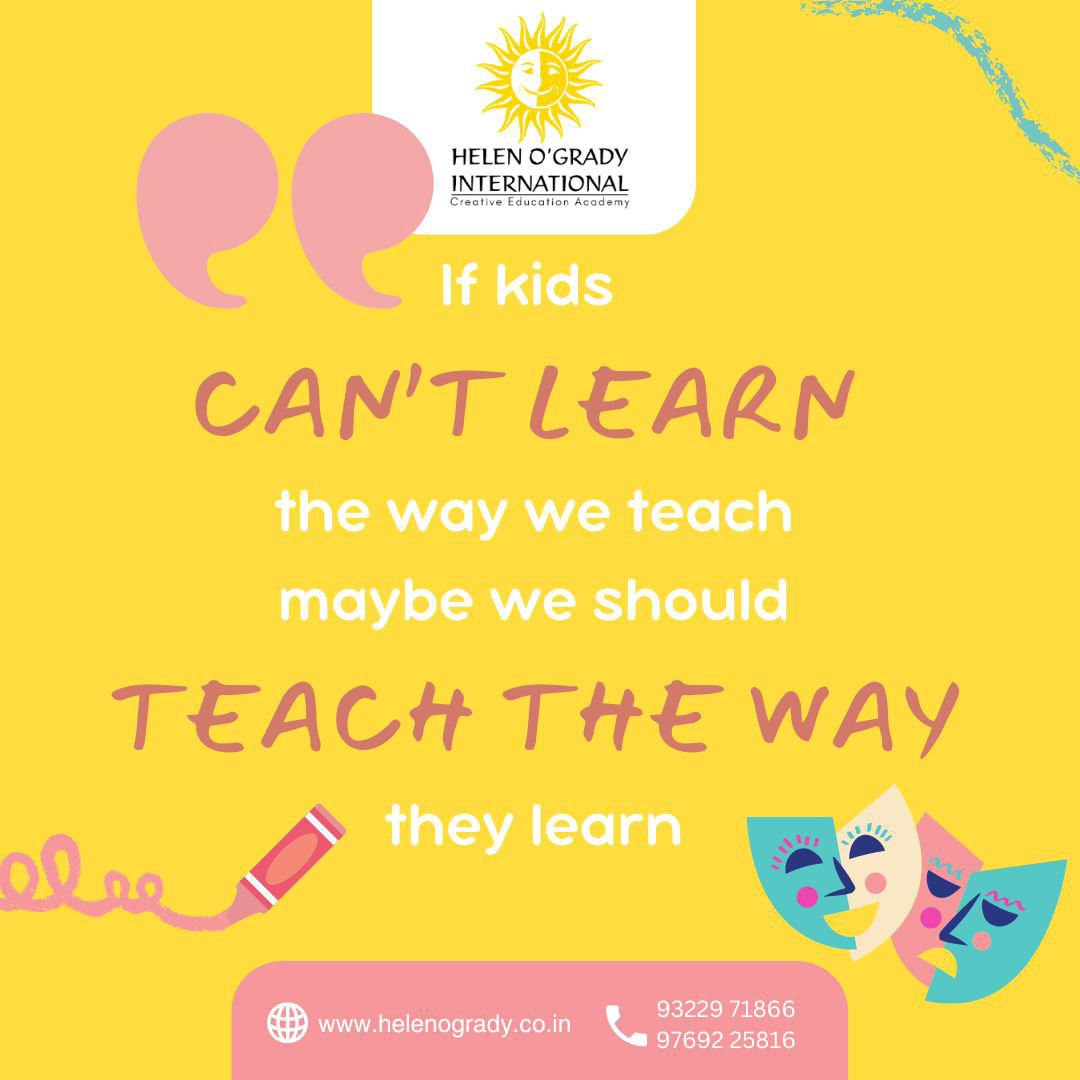 HELEN O'GRADY
INTERNATIONAL
Creative Education Academy
If kids
CAN'T LEARN
the way we teach
maybe we should
TEACH THE WAY
they learn
www.helenogrady.co.in
93229 71866
97692 25816